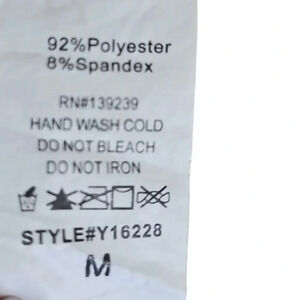 92%Polyester
8%Spandex
RN#139239
HAND WASH COLD
DO NOT BLEACH
DO NOT IRON
STYLE#Y16228
M